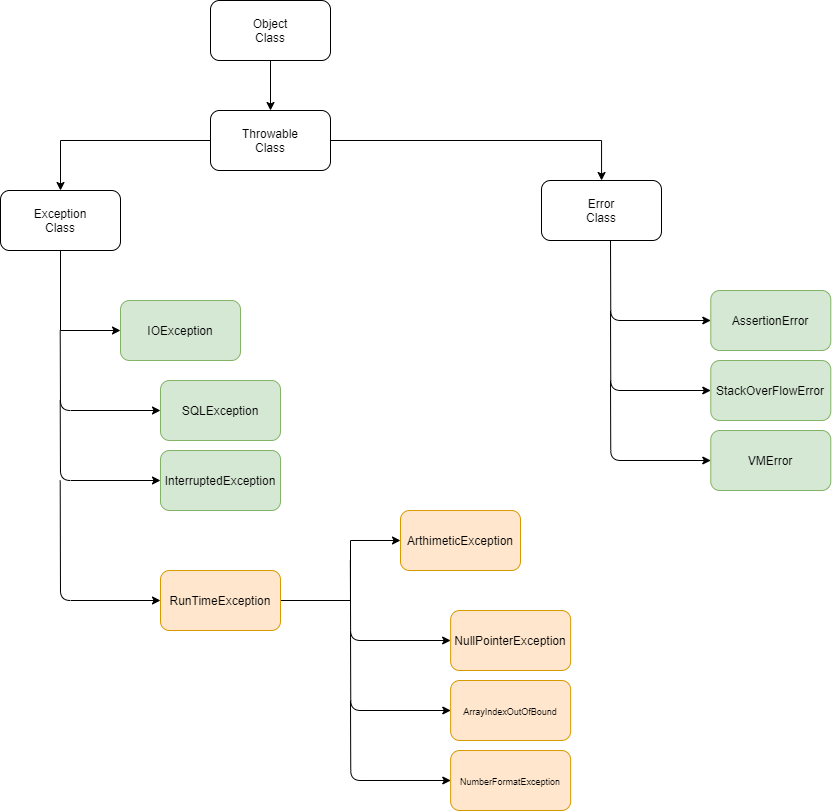 Object
Class
Throwable
Class
Exception
Class
Error
Class
IOException
AssertionError
SQLException
StackOverFlowError
InterruptedException
VMError
ArthimeticException
RunTimeException
NullPointerException
ArrayIndexOutOfBound
NumberFormatException